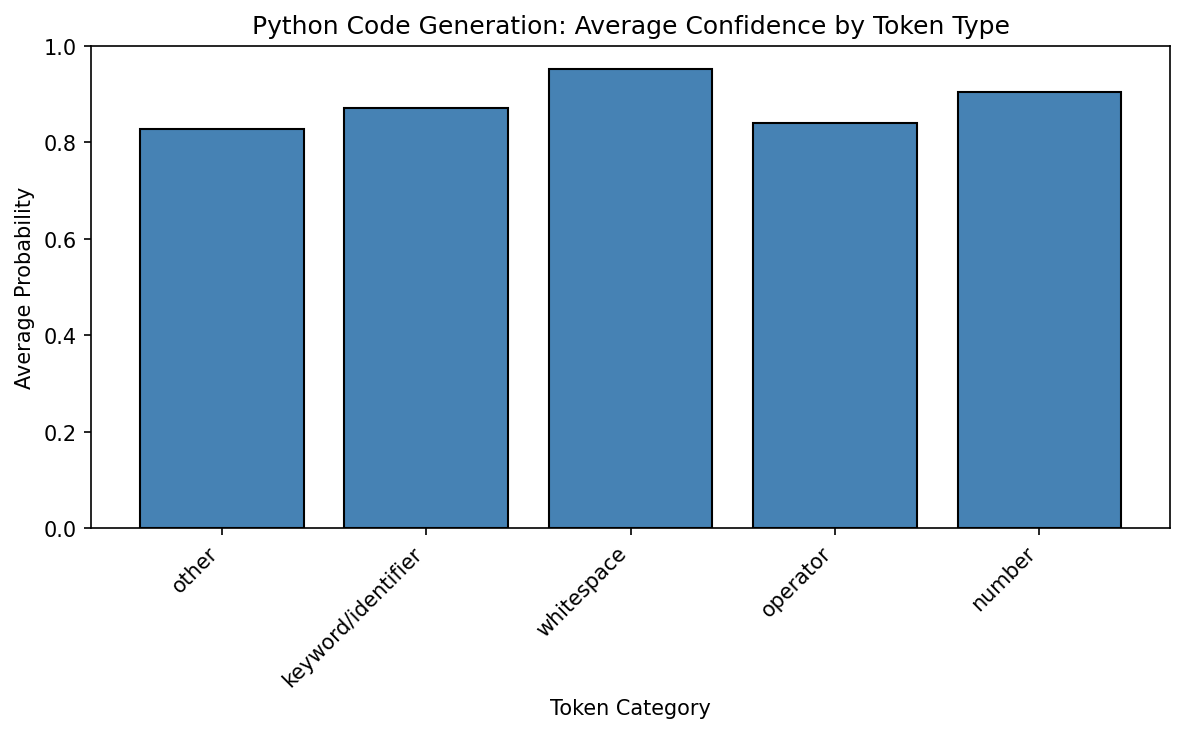 Python Code Generation: Average Confidence by Token Type
1.0
0.8
0.6
0.4
0.2
0.0
Average Probability
other
keyword/identifier
whitespace
operator
number
Token Category